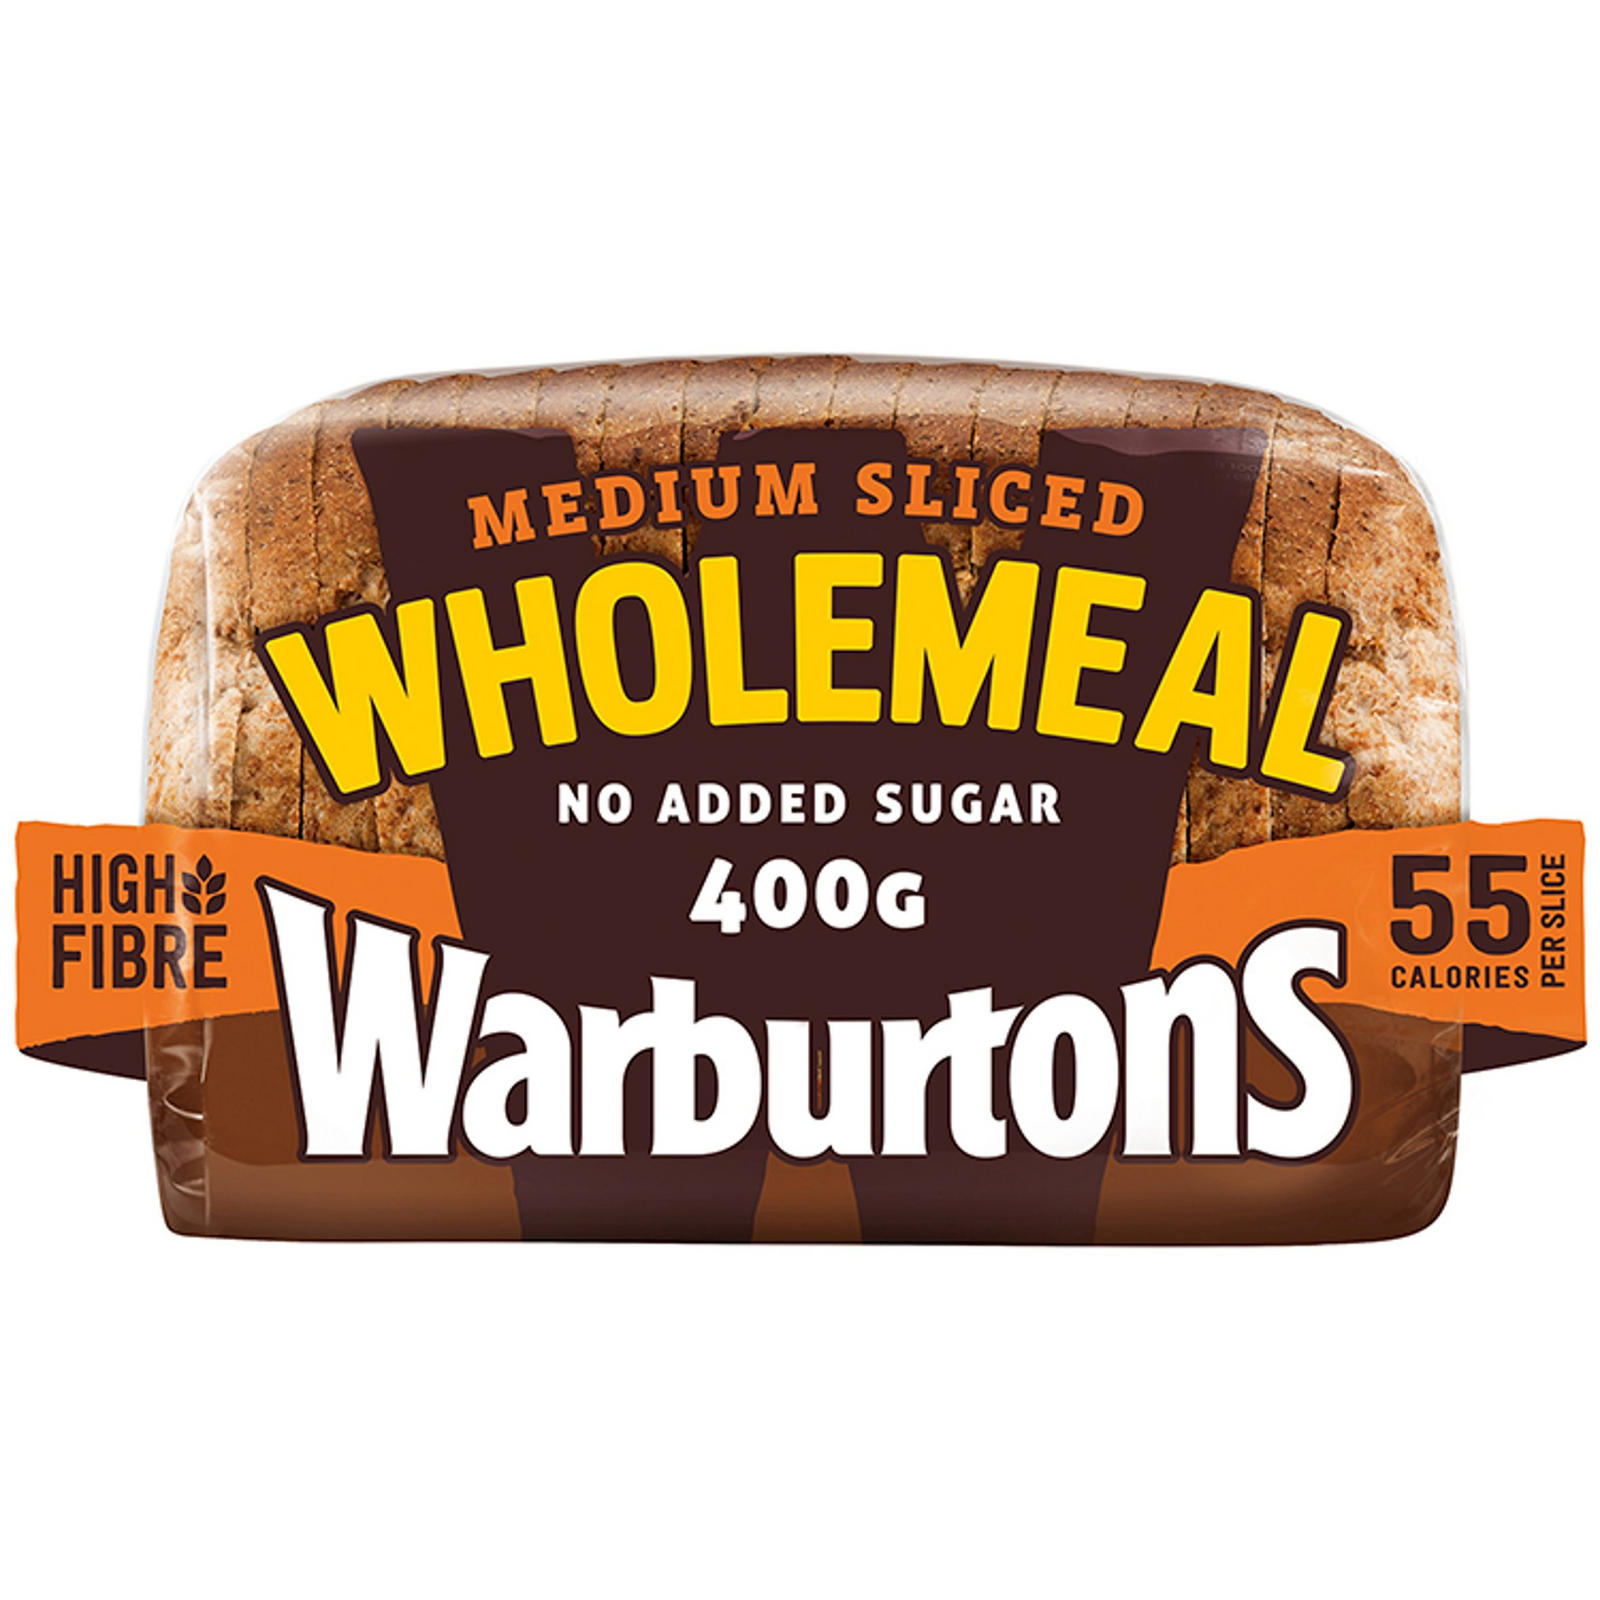 MEDIUM SLICED
WHOLEMEAL
NO ADDED SUGAR
400G
HIGH
FIBRE
Warburtons
55
CALORIES
PER SLICE